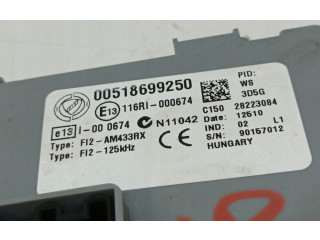 00518699250
PID:
WS
3D5G
E13 116RI-000674
e13 I-00 0674
N11042
C150 28223084
DATE: 12510
IND: 02 L1
S/N: 90157012
HUNGARY
Type: FI2-AM433RX
Type: FI2-125kHz
CE